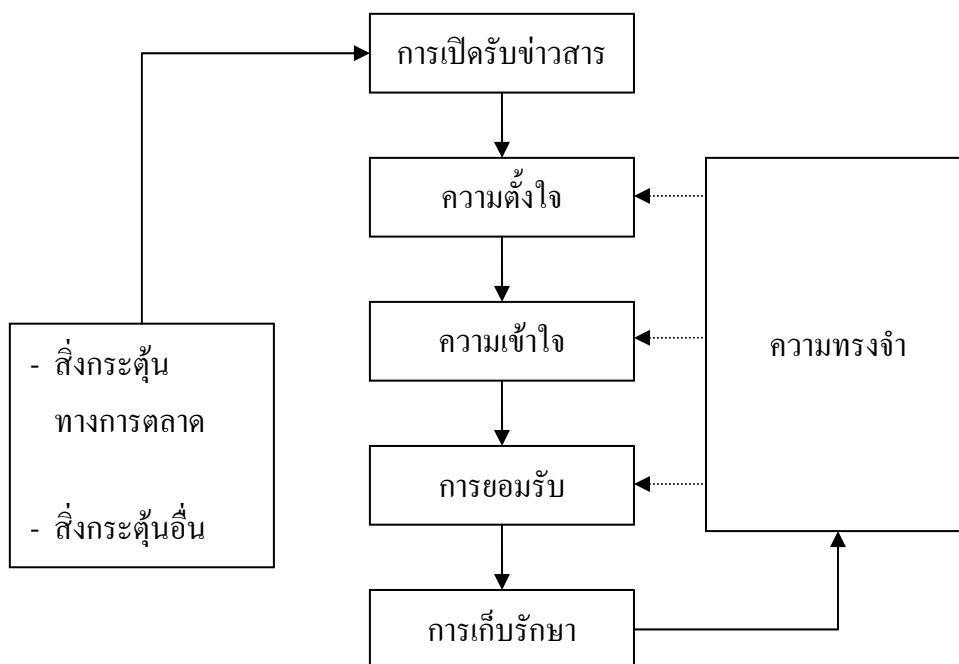 การเปิดรับข่าวสาร
ความตั้งใจ
ความเข้าใจ
ความทรงจำ
- สิ่งกระตุ้น
ทางการตลาด
การยอมรับ
- สิ่งกระตุ้นอื่น
การเก็บรักษา